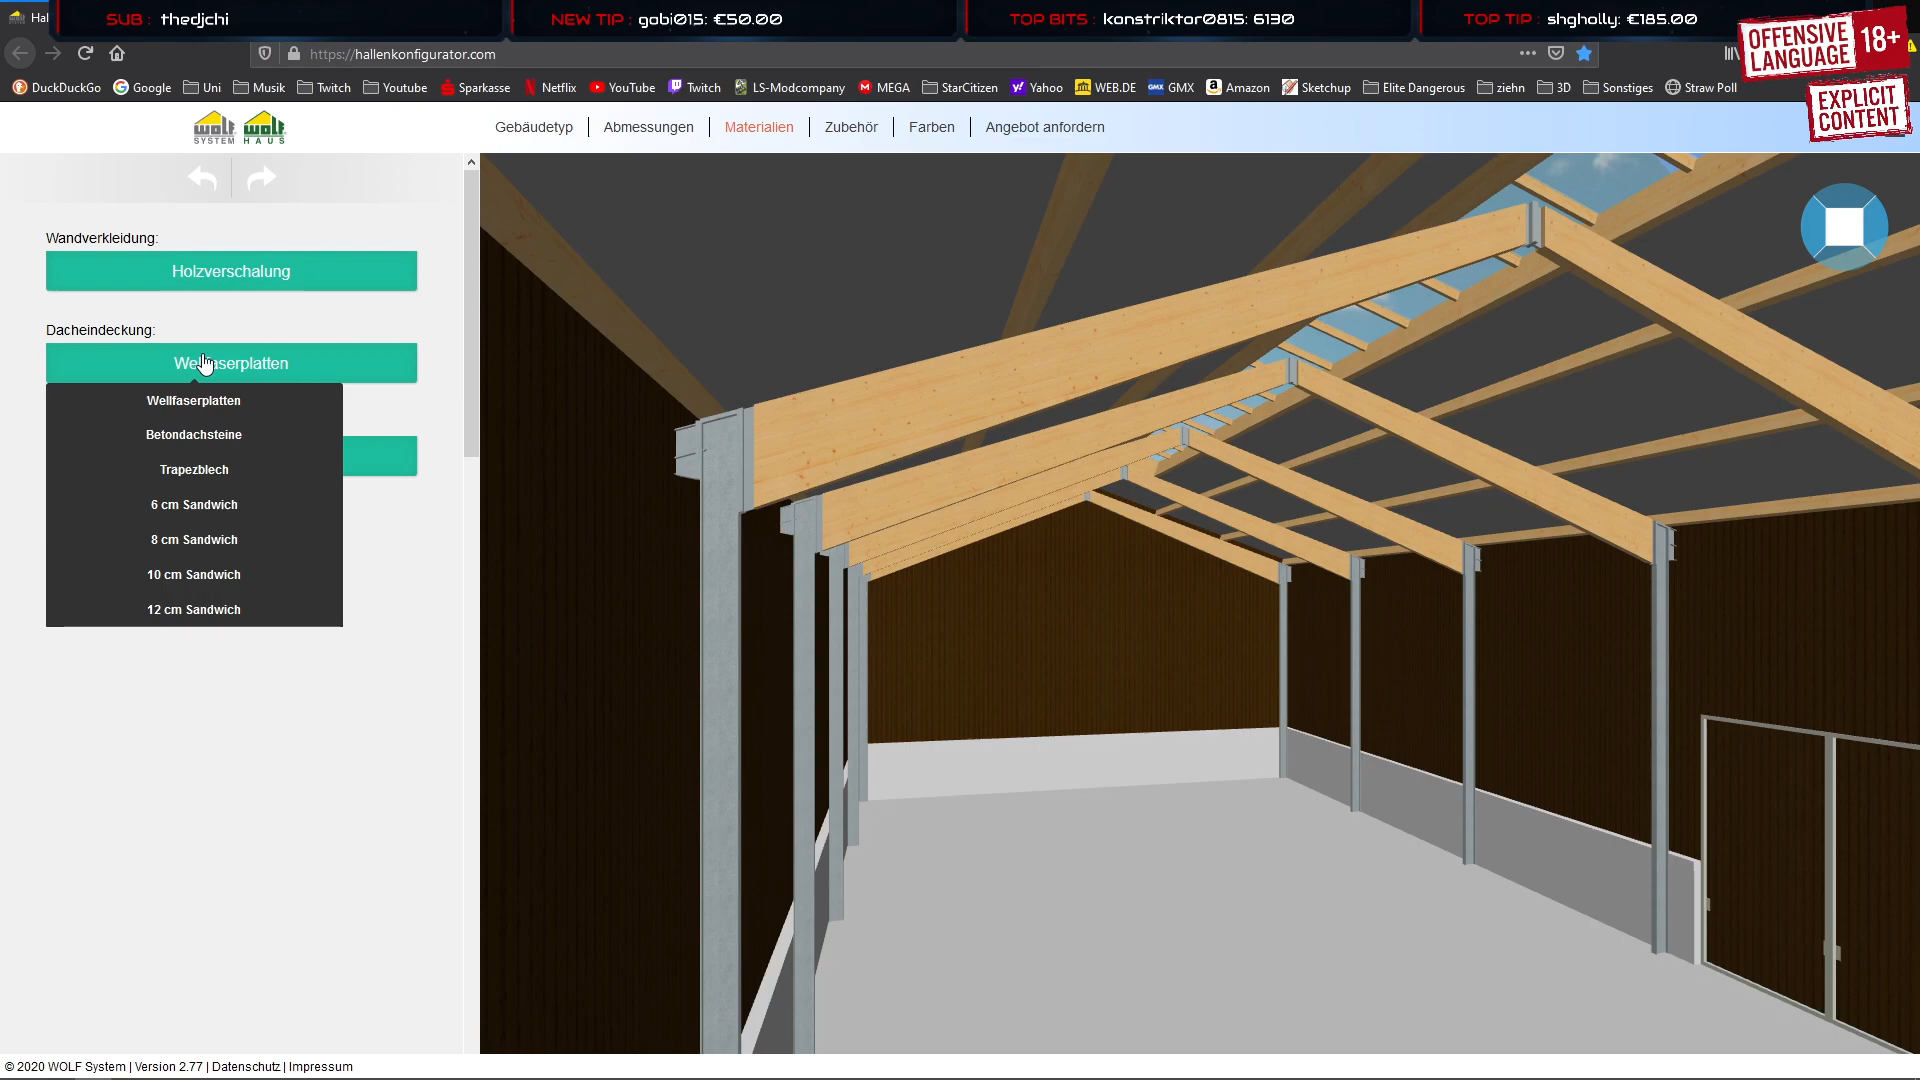 SUB : thedjchi
NEW TIP : gabi015: €50.00
TOP BITS : konstriktor0815: 6130
TOP TIP : shgholly: €185.00
Hal
https://hallenkonfigurator.com
OFFENSIVE LANGUAGE 18+
EXPLICIT CONTENT
DuckDuckGo Google Uni Musik Twitch Youtube Sparkasse Netflix YouTube Twitch LS-Modcompany MEGA StarCitizen Yahoo WEB.DE GMX Amazon Sketchup Elite Dangerous ziehn 3D Sonstiges Straw Poll
wolf SYSTEM wolf HAUS
Gebäudetyp Abmessungen Materialien Zubehör Farben Angebot anfordern
Wandverkleidung:
Holzverschalung
Dacheindeckung:
Wellfaserplatten
Betondachsteine
Trapezblech
6 cm Sandwich
8 cm Sandwich
10 cm Sandwich
12 cm Sandwich
© 2020 WOLF System | Version 2.77 | Datenschutz | Impressum